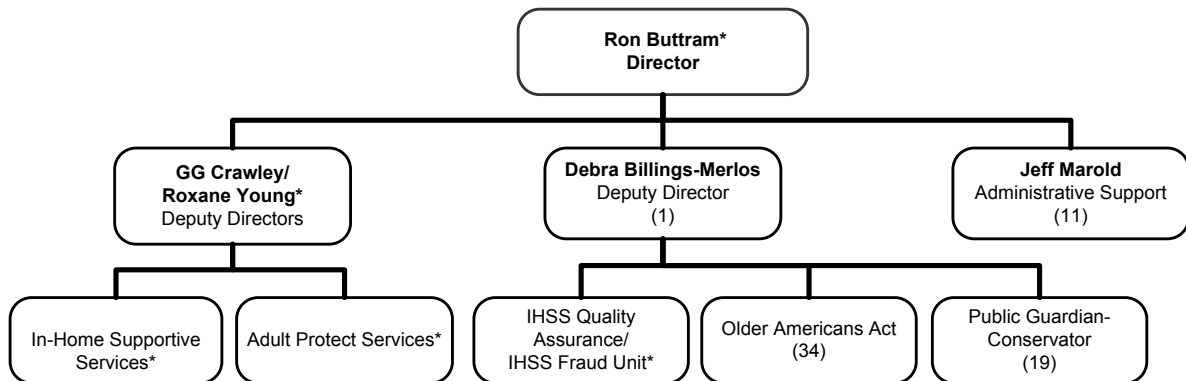 Ron Buttram*
Director
GG Crawley/
Roxane Young*
Deputy Directors
Debra Billings-Merlos
Deputy Director
(1)
Jeff Marold
Administrative Support
(11)
In-Home Supportive
Services*
Adult Protect Services*
IHSS Quality
Assurance/
IHSS Fraud Unit*
Older Americans Act
(34)
Public Guardian-
Conservator
(19)